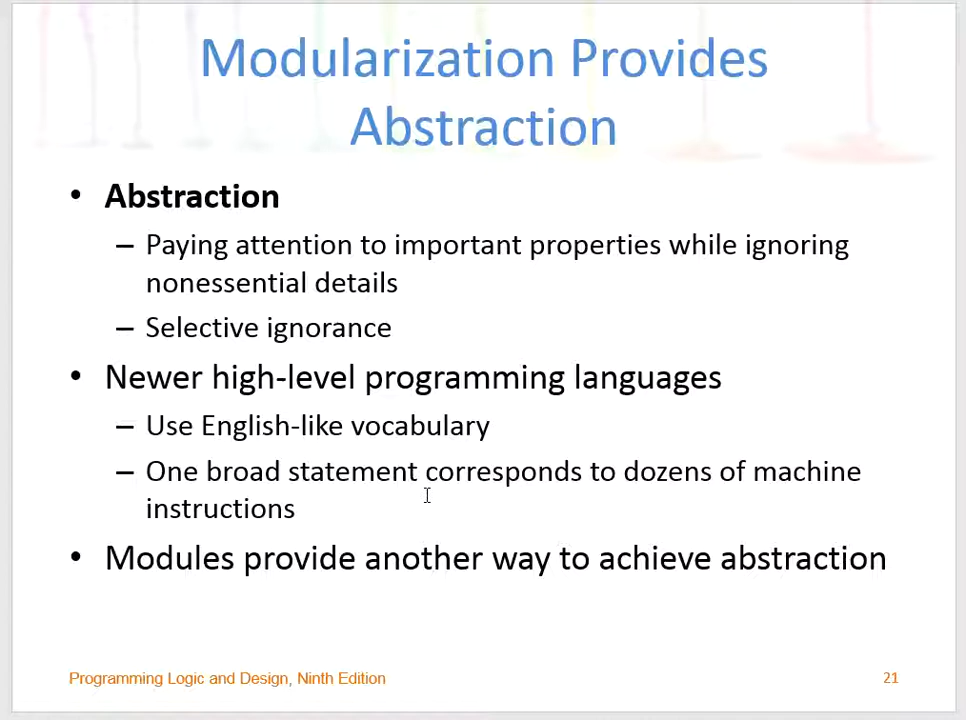 Modularization Provides
Abstraction
• Abstraction
– Paying attention to important properties while ignoring
nonessential details
– Selective ignorance
• Newer high-level programming languages
– Use English-like vocabulary
– One broad statement corresponds to dozens of machine
instructions
• Modules provide another way to achieve abstraction
Programming Logic and Design, Ninth Edition
21